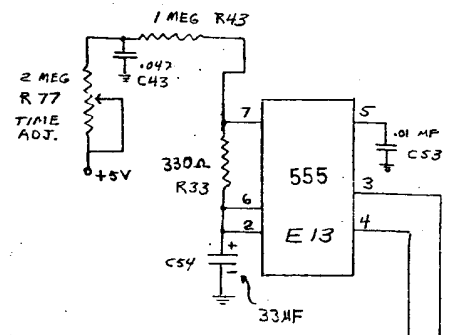 1 MEG R43
.047
C43
2 MEG
R77
TIME
ADJ.
+5V
330Ω
R33
7
6
2
555
E13
5
3
4
.01 MF
C53
C54
+
-
33MF